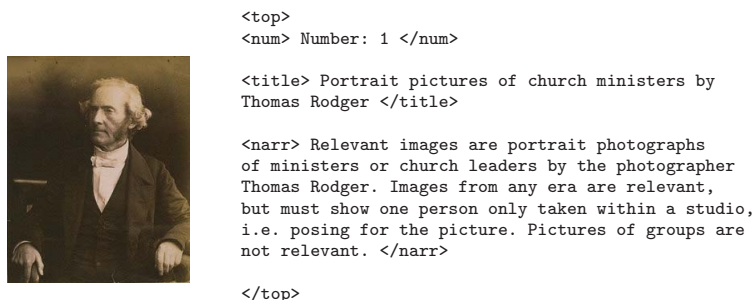 <top>
<num> Number: 1 </num>
<title> Portrait pictures of church ministers by
Thomas Rodger </title>
<narr> Relevant images are portrait photographs
of ministers or church leaders by the photographer
Thomas Rodger. Images from any era are relevant,
but must show one person only taken within a studio,
i.e. posing for the picture. Pictures of groups are
not relevant. </narr>
</top>